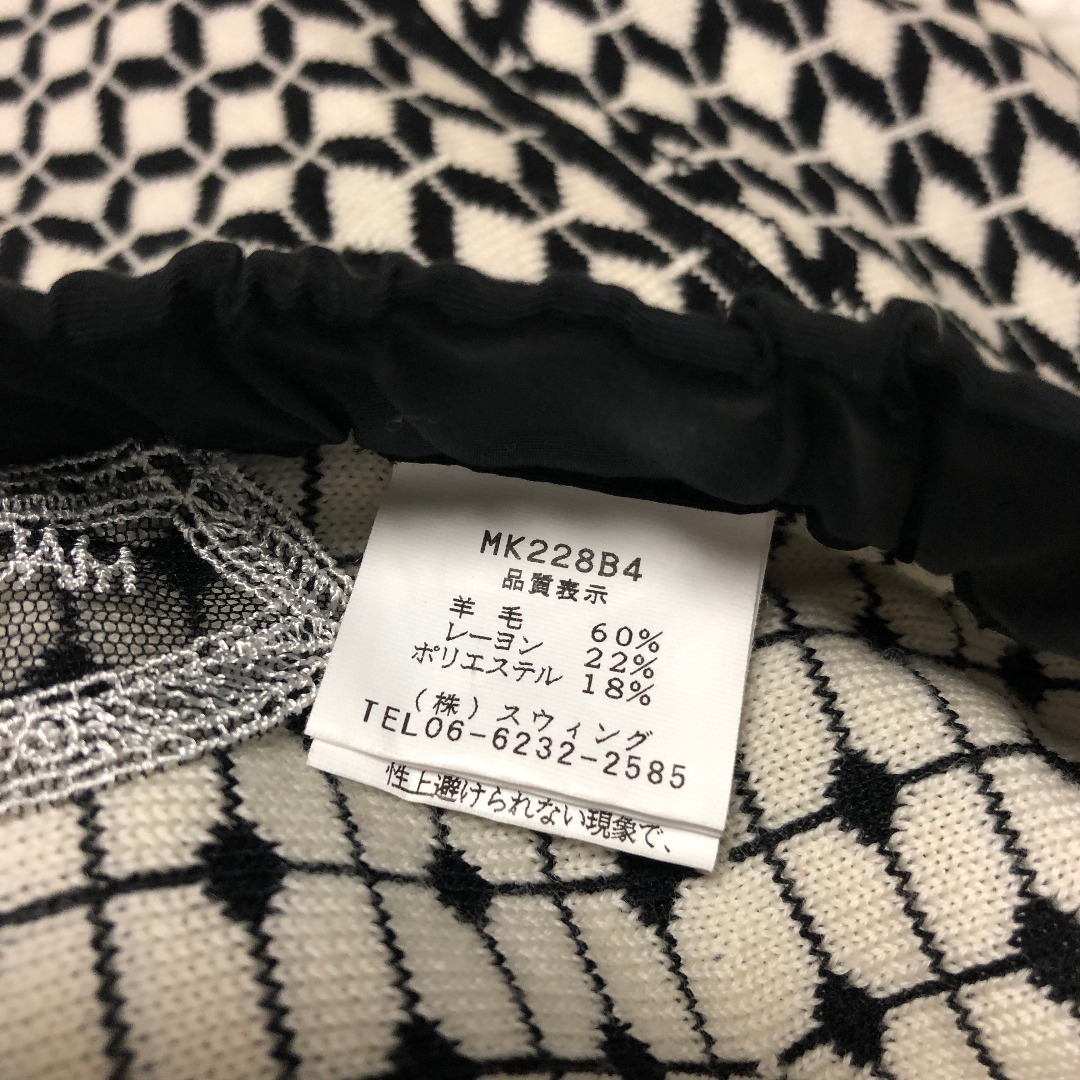 MK228B4
品質表示
羊毛 60%
レーヨン 22%
ポリエステル 18%
(株)スウィング
TEL06-6232-2585
性上避けられない現象で、